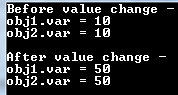 Before value change -
obj1.var = 10
obj2.var = 10
After value change -
obj1.var = 50
obj2.var = 50